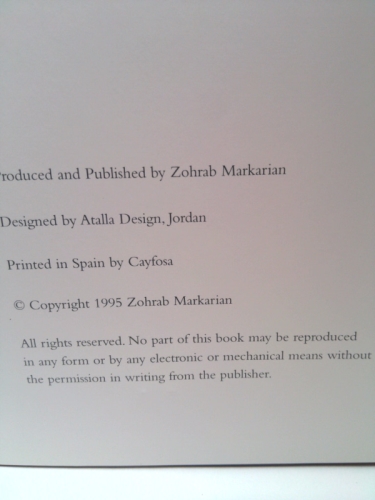 Produced and Published by Zohrab Markarian
Designed by Atalla Design, Jordan
Printed in Spain by Cayfosa
© Copyright 1995 Zohrab Markarian
All rights reserved. No part of this book may be reproduced
in any form or by any electronic or mechanical means without
the permission in writing from the publisher.